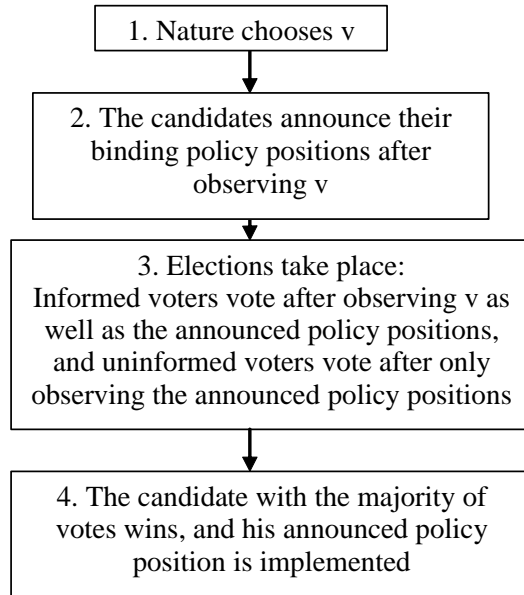 1. Nature chooses v
2. The candidates announce their
binding policy positions after
observing v
3. Elections take place:
Informed voters vote after observing v as
well as the announced policy positions,
and uninformed voters vote after only
observing the announced policy positions
4. The candidate with the majority of
votes wins, and his announced policy
position is implemented